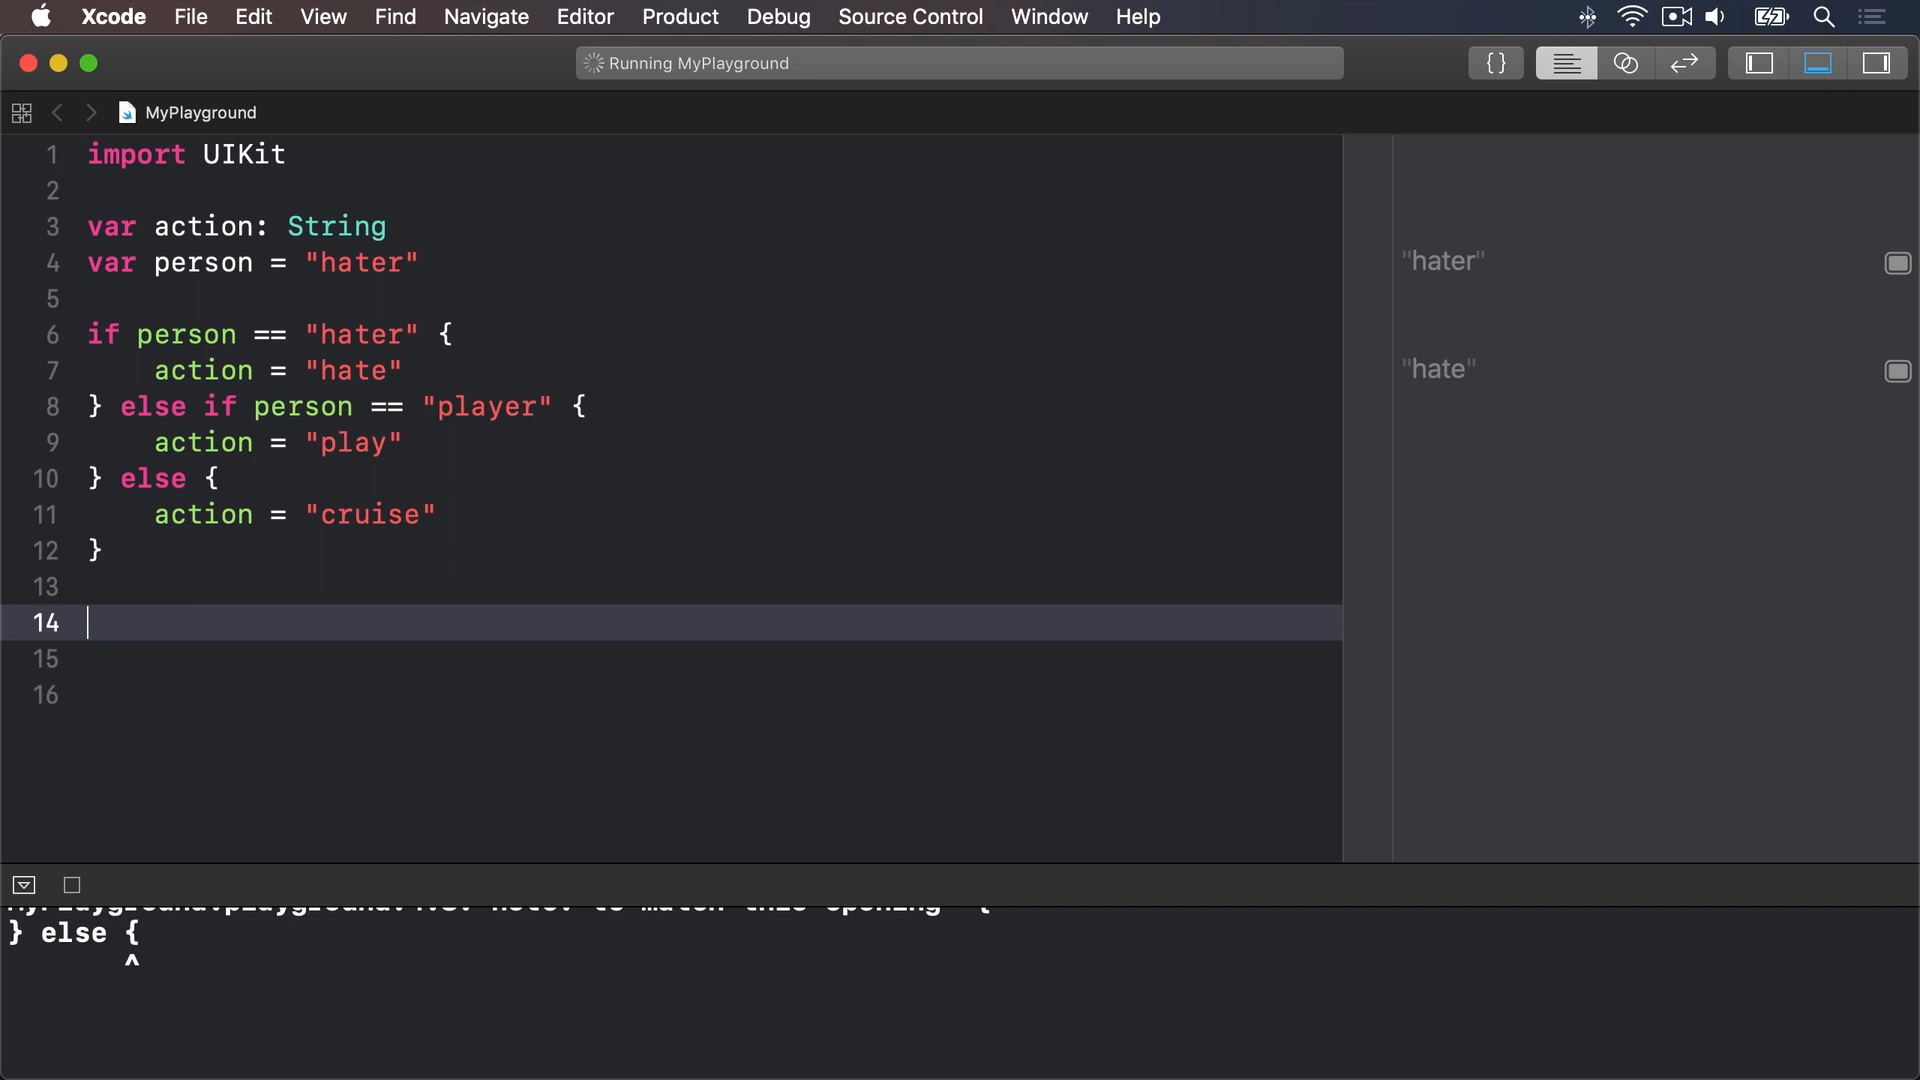 Xcode File Edit View Find Navigate Editor Product Debug Source Control Window Help
Running MyPlayground
{}
MyPlayground
1 import UIKit
2
3 var action: String
4 var person = "hater"
"hater"
5
6 if person == "hater" {
7 action = "hate"
"hate"
8 } else if person == "player" {
9 action = "play"
10 } else {
11 action = "cruise"
12 }
13
14
15
16
} else {
^